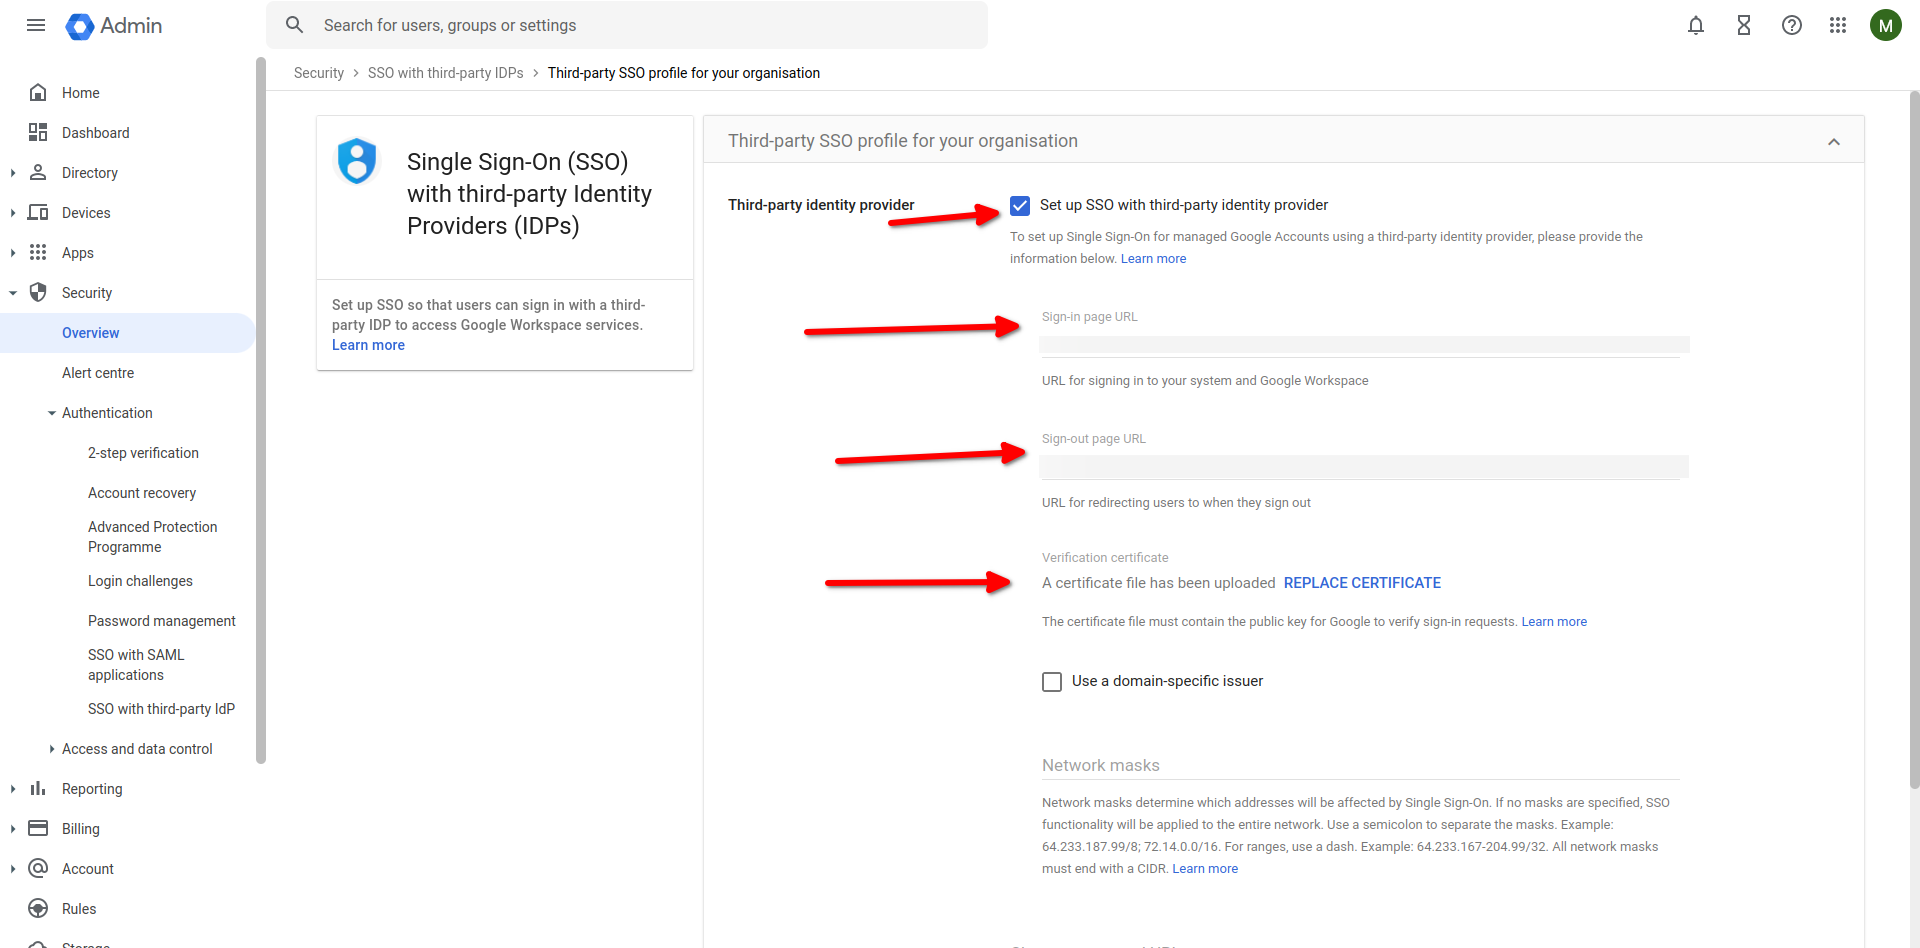 Admin
Search for users, groups or settings
M
Security > SSO with third-party IDPs > Third-party SSO profile for your organisation
Home
Dashboard
Directory
Devices
Apps
Security
Overview
Alert centre
Authentication
2-step verification
Account recovery
Advanced Protection
Programme
Login challenges
Password management
SSO with SAML
applications
SSO with third-party IdP
Access and data control
Reporting
Billing
Account
Rules
Storage
Single Sign-On (SSO)
with third-party Identity
Providers (IDPs)
Set up SSO so that users can sign in with a third-
party IDP to access Google Workspace services.
Learn more
Third-party SSO profile for your organisation
Third-party identity provider
Set up SSO with third-party identity provider
To set up Single Sign-On for managed Google Accounts using a third-party identity provider, please provide the
information below. Learn more
Sign-in page URL
URL for signing in to your system and Google Workspace
Sign-out page URL
URL for redirecting users to when they sign out
Verification certificate
A certificate file has been uploaded REPLACE CERTIFICATE
The certificate file must contain the public key for Google to verify sign-in requests. Learn more
Use a domain-specific issuer
Network masks
Network masks determine which addresses will be affected by Single Sign-On. If no masks are specified, SSO
functionality will be applied to the entire network. Use a semicolon to separate the masks. Example:
64.233.187.99/8; 72.14.0.0/16. For ranges, use a dash. Example: 64.233.167-204.99/32. All network masks
must end with a CIDR. Learn more